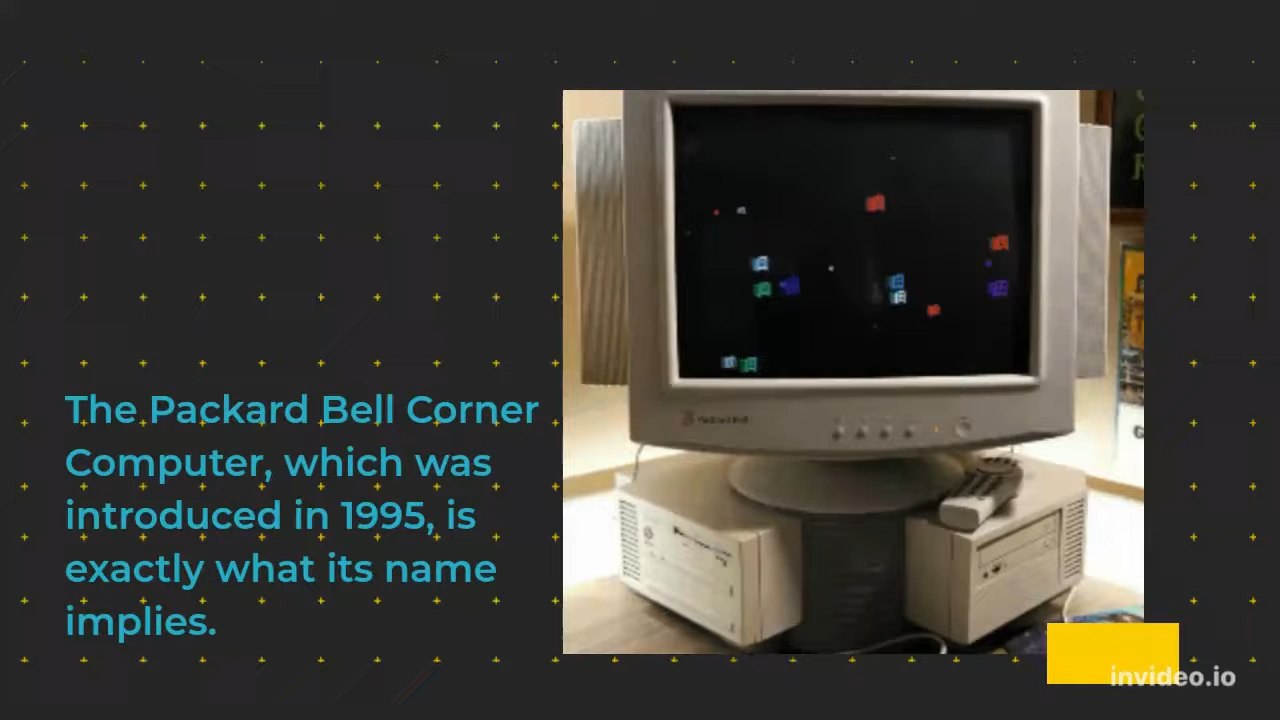 The Packard Bell Corner
Computer, which was
introduced in 1995, is
exactly what its name
implies.
invideo.io